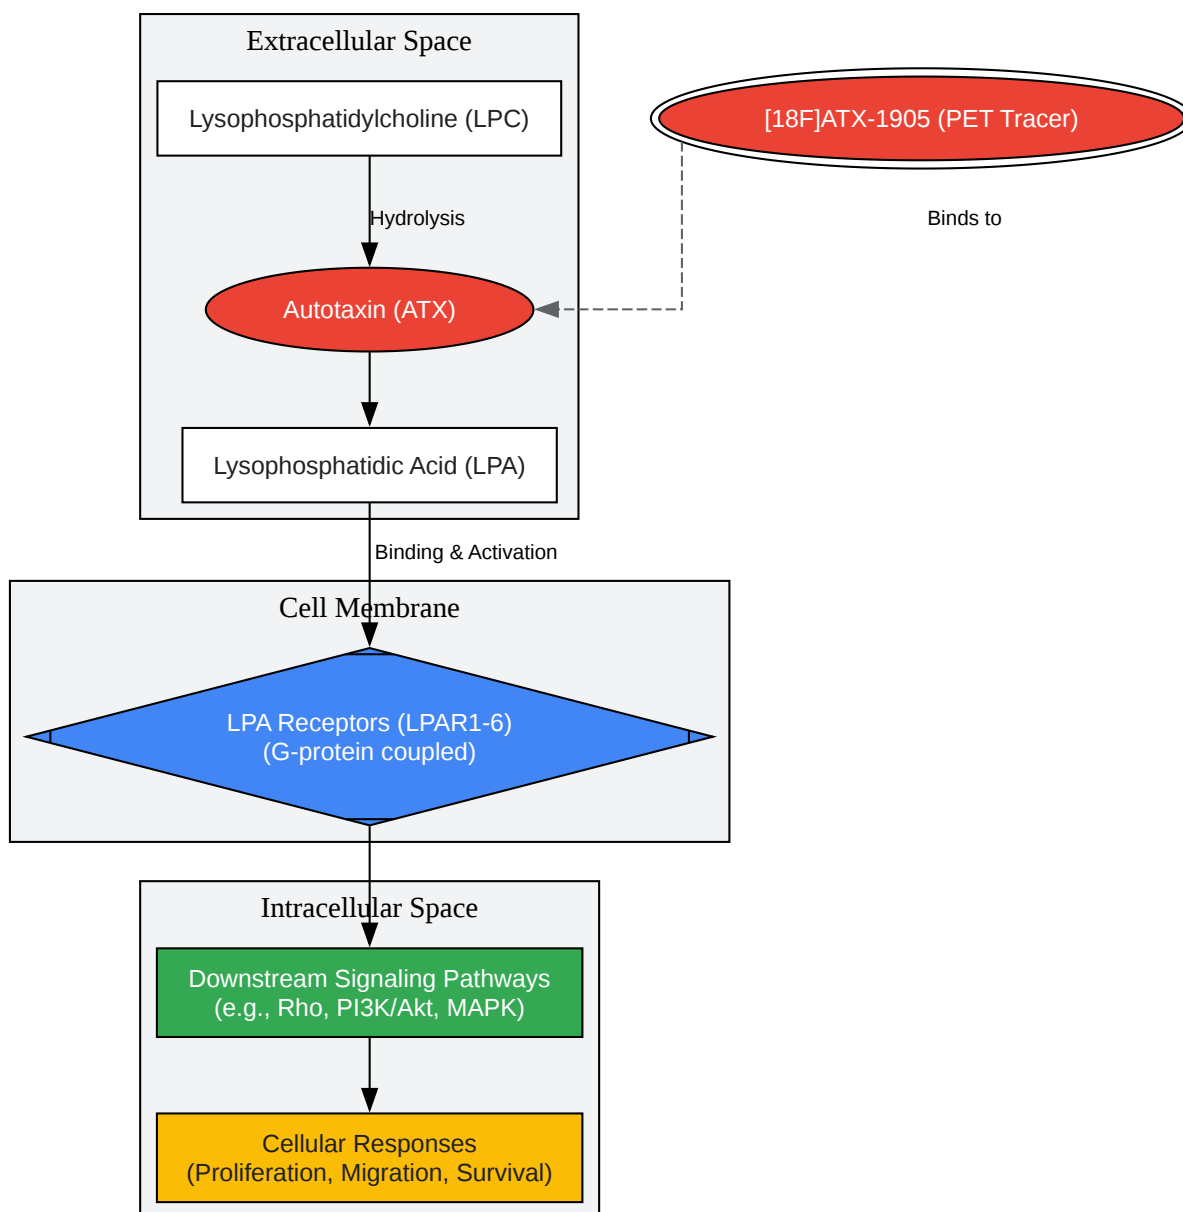 Extracellular Space
Lysophosphatidylcholine (LPC)
[18F]ATX-1905 (PET Tracer)
Hydrolysis
Binds to
Autotaxin (ATX)
Lysophosphatidic Acid (LPA)
Binding & Activation
Cell Membrane
LPA Receptors (LPAR1-6)
(G-protein coupled)
Intracellular Space
Downstream Signaling Pathways
(e.g., Rho, PI3K/Akt, MAPK)
Cellular Responses
(Proliferation, Migration, Survival)